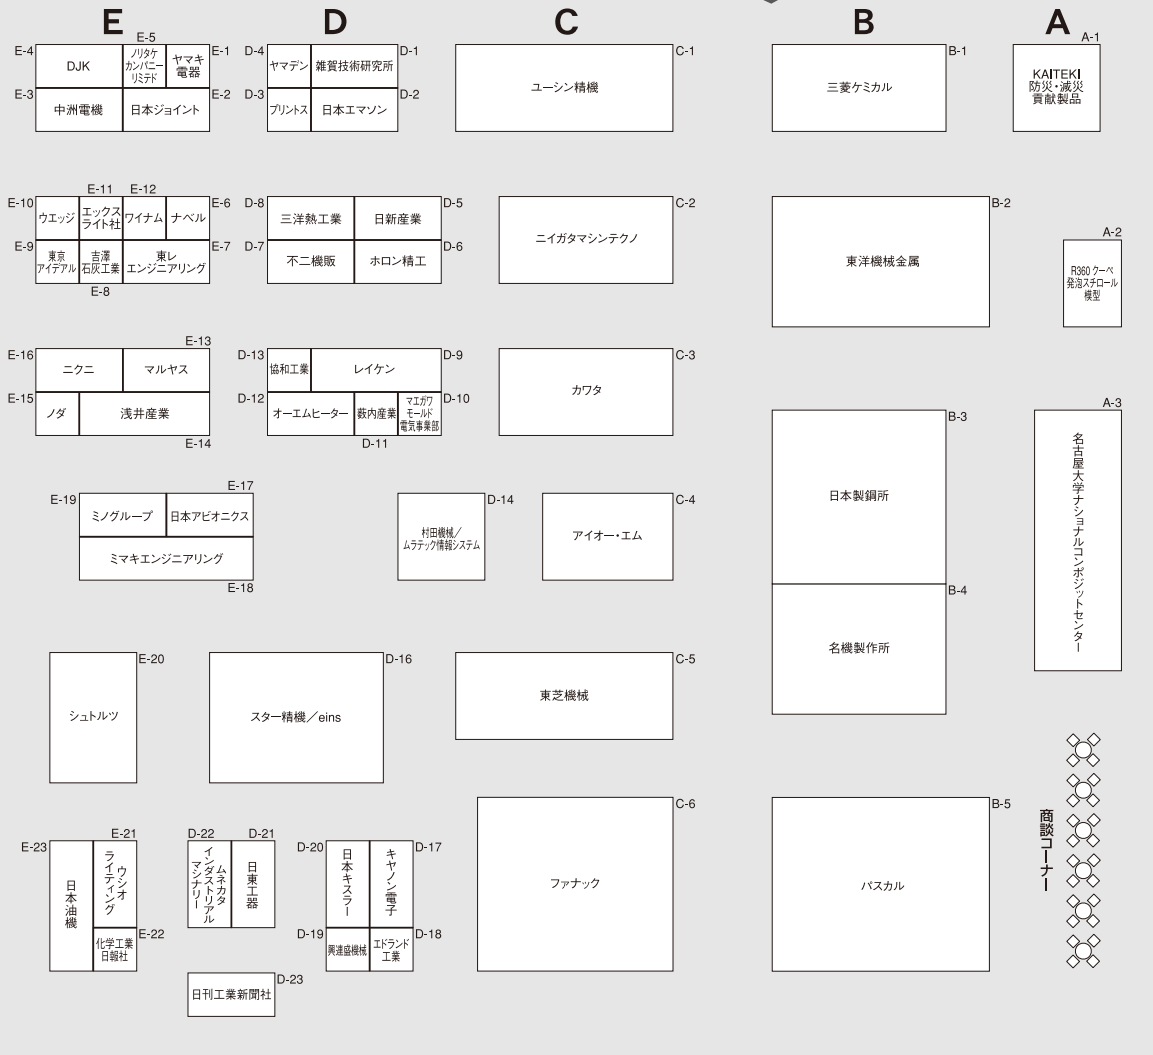 E
D
C
B
A
E-4
E-5
E-1
DJK
ノリタケ
カンパニー
リミテド
ヤマキ
電器
E-3
E-2
中洲電機
日本ジョイント
D-4
D-1
ヤマデン
雑賀技術研究所
D-3
D-2
プリントス
日本エマソン
C-1
ユーシン精機
B-1
三菱ケミカル
A-1
KAITEKI
防災・減災
貢献製品
E-10
E-11
E-12
E-6
ウエッジ
エックス
ライト社
ワイナム
ナベル
E-9
E-7
東京
アイデアル
吉澤
石灰工業
東レ
エンジニアリング
E-8
D-8
D-5
三洋熱工業
日新産業
D-7
D-6
不二機販
ホロン精工
C-2
ニイガタマシンテクノ
B-2
東洋機械金属
A-2
R360 クーペ
発泡スチロール
模型
E-16
E-13
ニクニ
マルヤス
E-15
ノダ
浅井産業
E-14
D-13
D-9
協和工業
レイケン
D-12
D-10
オーエムヒーター
薮内産業
マエガワ
モールド
電気事業部
D-11
C-3
カワタ
B-3
日本製鋼所
A-3
名古屋大学ナショナルコンポジットセンター
E-19
E-17
ミノグループ
日本アビオニクス
ミマキエンジニアリング
E-18
D-14
村田機械／
ムラテック情報システム
C-4
アイオー・エム
B-4
名機製作所
E-20
シュトルツ
D-16
スター精機／eins
C-5
東芝機械
C-6
ファナック
B-5
パスカル
商談コーナー
E-23
E-21
日本油機
ウシオ
ライティング
E-22
化学工業
日報社
D-22
D-21
ムネカタ
インダストリアル
マシナリー
日東工器
D-20
D-17
日本キスラー
キヤノン電子
D-19
D-18
興進盛機械
エドランド
工業
D-23
日刊工業新聞社